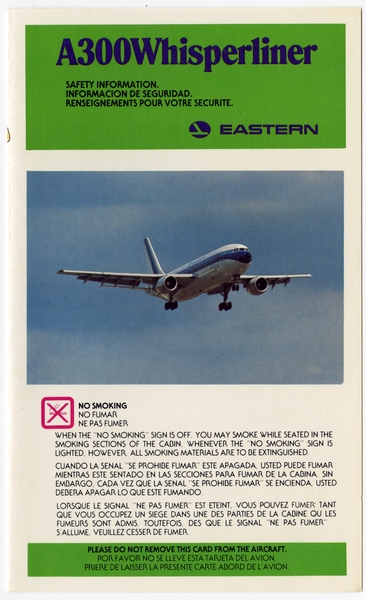 A300Whisperliner
SAFETY INFORMATION.
INFORMACION DE SEGURIDAD.
RENSEIGNEMENTS POUR VOTRE SECURITE.
EASTERN
NO SMOKING
NO FUMAR
NE PAS FUMER
WHEN THE "NO SMOKING" SIGN IS OFF, YOU MAY SMOKE WHILE SEATED IN THE
SMOKING SECTIONS OF THE CABIN. WHENEVER THE "NO SMOKING" SIGN IS
LIGHTED, HOWEVER, ALL SMOKING MATERIALS ARE TO BE EXTINGUISHED.
CUANDO LA SENAL "SE PROHIBE FUMAR" ESTE APAGADA, USTED PUEDE FUMAR
MIENTRAS ESTE SENTADO EN LAS SECCIONES PARA FUMAR DE LA CABINA. SIN
EMBARGO, CADA VEZ QUE LA SENAL "SE PROHIBE FUMAR" SE ENCIENDA, USTED
DEBERA APAGAR LO QUE ESTE FUMANDO.
LORSQUE LE SIGNAL "NE PAS FUMER" EST ETEINT, VOUS POUVEZ FUMER TANT
QUE VOUS OCCUPEZ UN SIEGE DANS UNE DES PARTIES DE LA CABINE OU LES
FUMEURS SONT ADMIS. TOUTEFOIS, DES QUE LE SIGNAL "NE PAS FUMER"
S'ALLUME, VEUILLEZ CESSER DE FUMER.
PLEASE DO NOT REMOVE THIS CARD FROM THE AIRCRAFT.
POR FAVOR NO SE LLEVE ESTA TARJETA DEL AVION.
PRIERE DE LAISSER LA PRESENTE CARTE ABORD DE L'AVION.